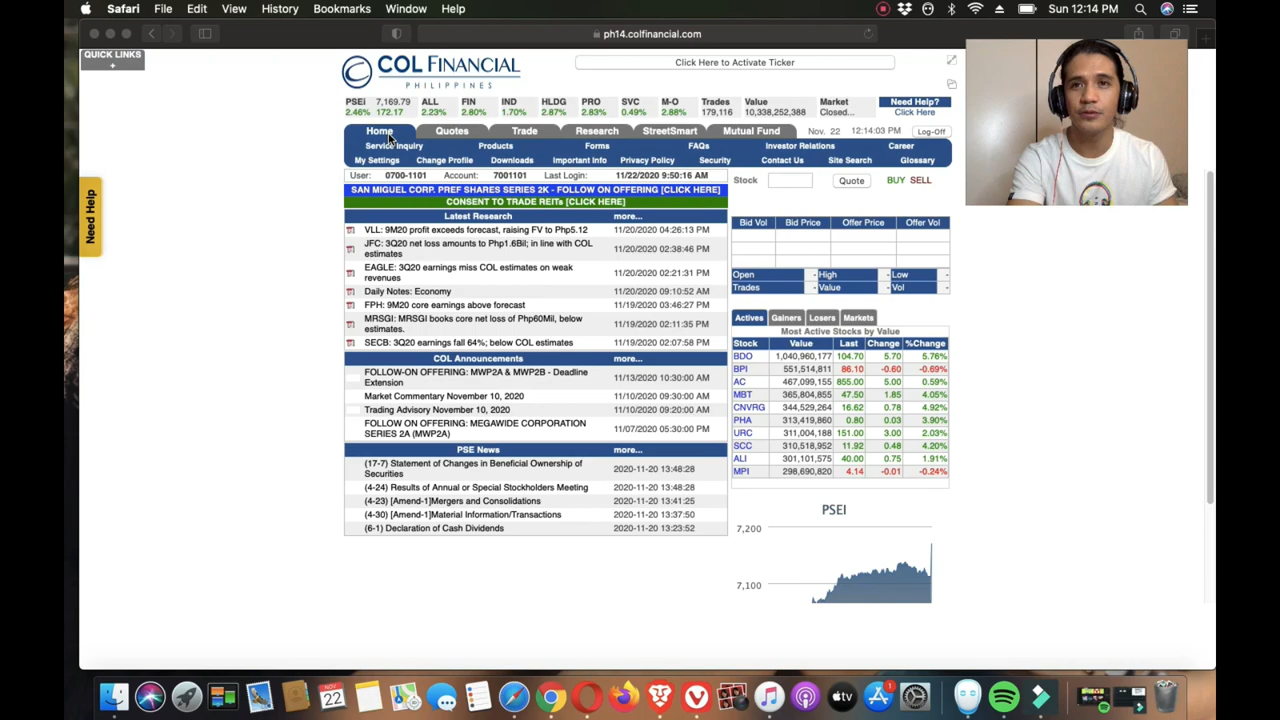 Safari File Edit View History Bookmarks Window Help Sun 12:14 PM
ph14.colfinancial.com
QUICK LINKS
+
COL FINANCIAL
PHILIPPINES
Click Here to Activate Ticker
PSEi 7,169.79 ALL FIN IND HLDG PRO SVC M-O Trades Value Market Need Help?
2.46% 172.17 2.23% 2.80% 1.70% 2.87% 2.83% 0.49% 2.88% 179,116 10,338,252,388 Closed... Click Here
Home Quotes Trade Research StreetSmart Mutual Fund Nov. 22 12:14:03 PM Log-Off
Service Inquiry Products Forms FAQs Investor Relations Career
My Settings Change Profile Downloads Important Info Privacy Policy Security Contact Us Site Search Glossary
User: 0700-1101 Account: 7001101 Last Login: 11/22/2020 9:50:16 AM
Stock Quote BUY SELL
SAN MIGUEL CORP. PREF SHARES SERIES 2K - FOLLOW ON OFFERING [CLICK HERE]
CONSENT TO TRADE REITs [CLICK HERE]
Latest Research more...
VLL: 9M20 profit exceeds forecast, raising FV to Php5.12 11/20/2020 04:26:13 PM
JFC: 3Q20 net loss amounts to Php1.6Bil; in line with COL
estimates 11/20/2020 02:38:46 PM
EAGLE: 3Q20 earnings miss COL estimates on weak
revenues 11/20/2020 02:21:31 PM
Daily Notes: Economy 11/20/2020 09:10:52 AM
FPH: 9M20 core earnings above forecast 11/19/2020 03:46:27 PM
MRSGI: MRSGI books core net loss of Php60Mil, below
estimates. 11/19/2020 02:11:35 PM
SECB: 3Q20 earnings fall 64%; below COL estimates 11/19/2020 02:07:58 PM
COL Announcements more...
FOLLOW-ON OFFERING: MWP2A & MWP2B - Deadline
Extension 11/13/2020 10:30:00 AM
Market Commentary November 10, 2020 11/10/2020 09:30:00 AM
Trading Advisory November 10, 2020 11/10/2020 09:20:00 AM
FOLLOW ON OFFERING: MEGAWIDE CORPORATION
SERIES 2A (MWP2A) 11/07/2020 05:30:00 PM
PSE News more...
(17-7) Statement of Changes in Beneficial Ownership of
Securities 2020-11-20 13:48:28
(4-24) Results of Annual or Special Stockholders Meeting 2020-11-20 13:48:28
(4-23) [Amend-1]Mergers and Consolidations 2020-11-20 13:41:25
(4-30) [Amend-1]Material Information/Transactions 2020-11-20 13:37:50
(6-1) Declaration of Cash Dividends 2020-11-20 13:23:52
Bid Vol Bid Price Offer Price Offer Vol
Open - High - Low -
Trades - Value - Vol -
Actives Gainers Losers Markets
Most Active Stocks by Value
Stock Value Last Change %Change
BDO 1,040,960,177 104.70 5.70 5.76%
BPI 551,514,811 86.10 -0.60 -0.69%
AC 467,099,155 855.00 5.00 0.59%
MBT 365,804,855 47.50 1.85 4.05%
CNVRG 344,529,264 16.62 0.78 4.92%
PHA 313,419,860 0.80 0.03 3.90%
URC 311,004,188 151.00 3.00 2.03%
SCC 310,518,952 11.92 0.48 4.20%
ALI 301,101,575 40.00 0.75 1.91%
MPI 298,690,820 4.14 -0.01 -0.24%
PSEI
7,200
7,100
Need Help
NOV
22
tv
1